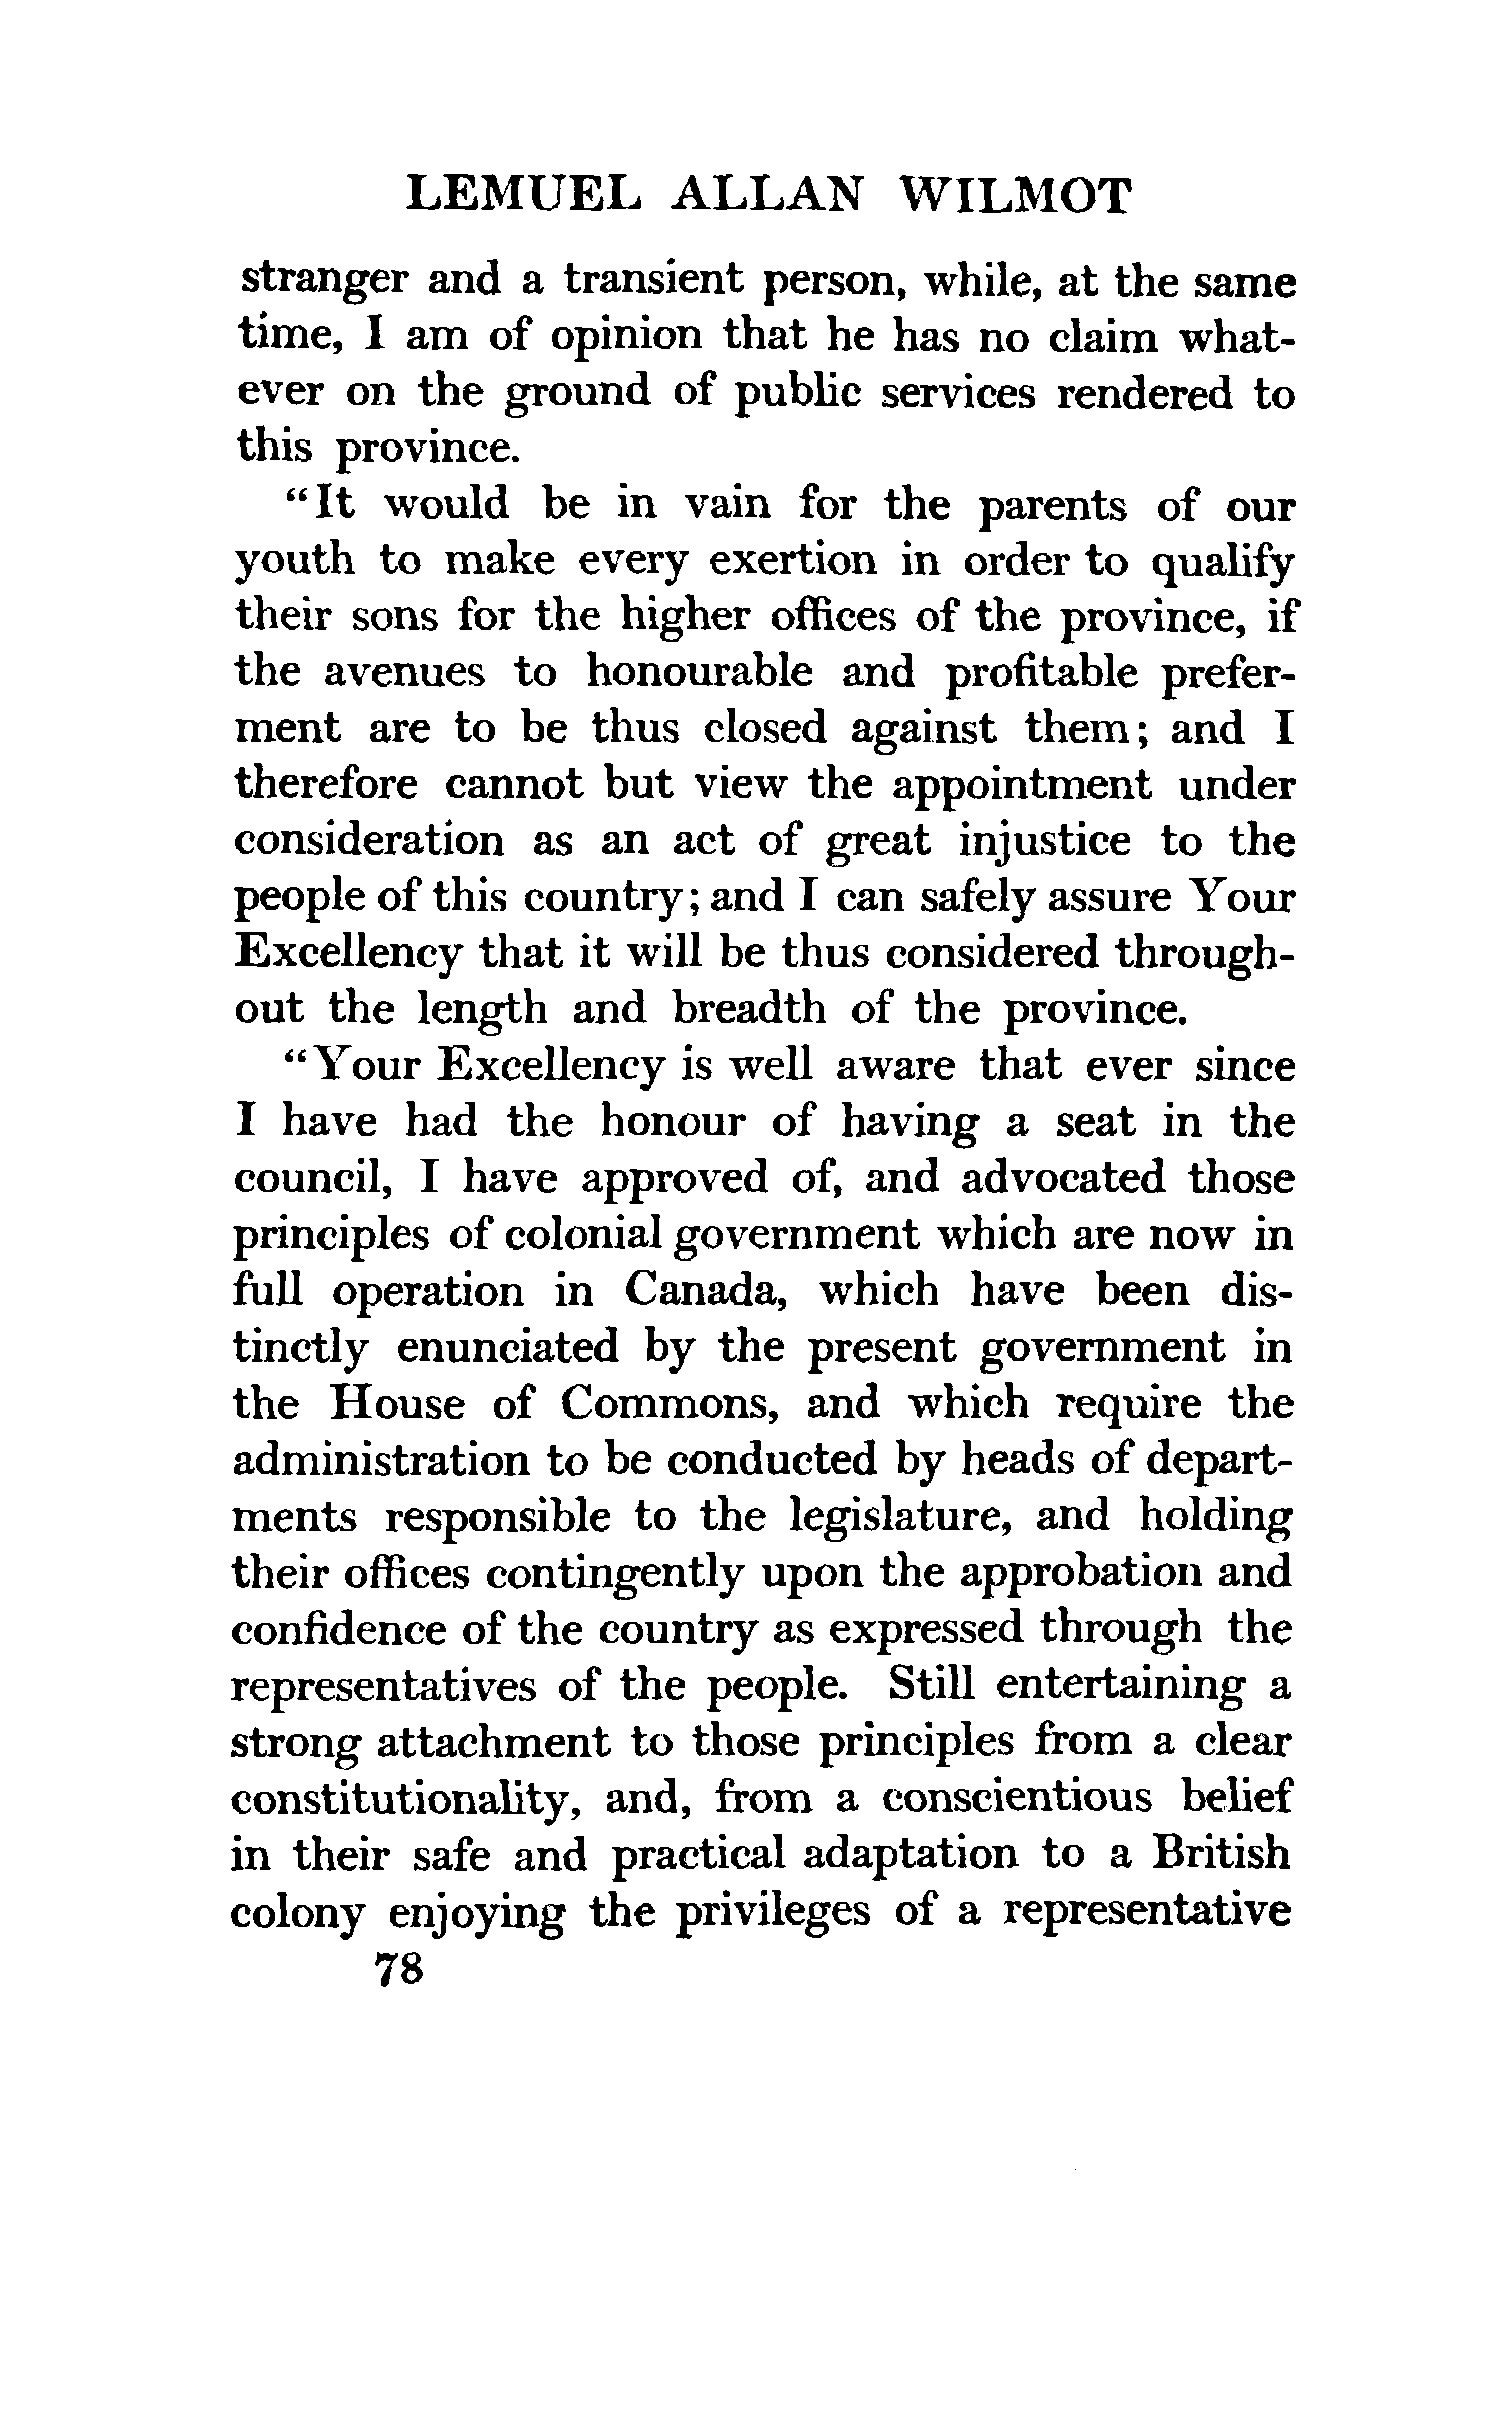 LEMUEL ALLAN WILMOT
stranger and a transient person, while, at the same
time, I am of opinion that he has no claim what-
ever on the ground of public services rendered to
this province.
“It would be in vain for the parents of our
youth to make every exertion in order to qualify
their sons for the higher offices of the province, if
the avenues to honourable and profitable prefer-
ment are to be thus closed against them; and I
therefore cannot but view the appointment under
consideration as an act of great injustice to the
people of this country; and I can safely assure Your
Excellency that it will be thus considered through-
out the length and breadth of the province.
“Your Excellency is well aware that ever since
I have had the honour of having a seat in the
council, I have approved of, and advocated those
principles of colonial government which are now in
full operation in Canada, which have been dis-
tinctly enunciated by the present government in
the House of Commons, and which require the
administration to be conducted by heads of depart-
ments responsible to the legislature, and holding
their offices contingently upon the approbation and
confidence of the country as expressed through the
representatives of the people. Still entertaining a
strong attachment to those principles from a clear
constitutionality, and, from a conscientious belief
in their safe and practical adaptation to a British
colony enjoying the privileges of a representative
78